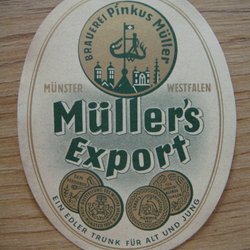 BRAUEREI Pinkus Müller
MÜNSTER WESTFALEN
Müller's
Export
EIN EDLER TRUNK FÜR ALT UND JUNG